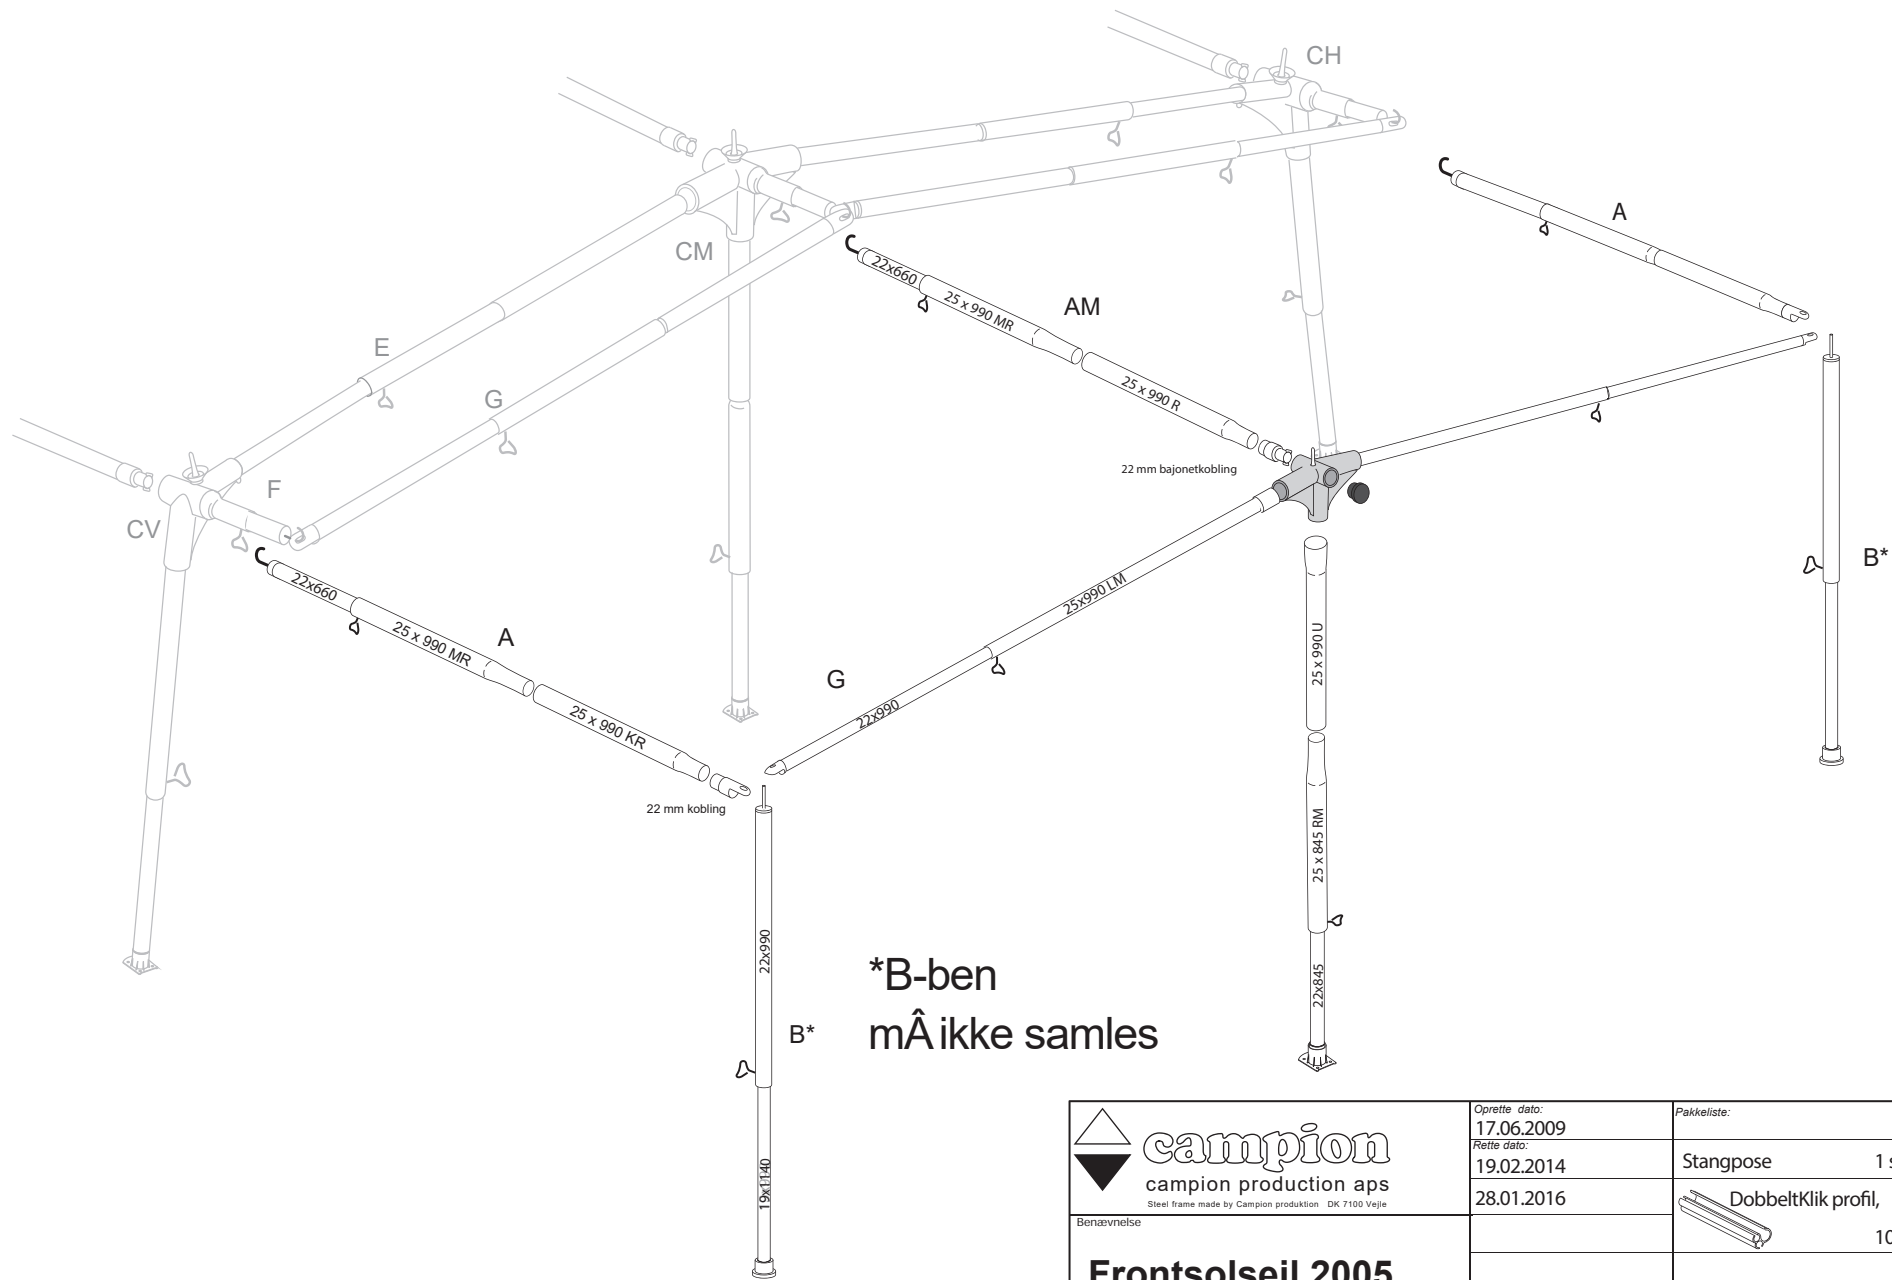 CH
A
CM
22x660
25 x 990 MR
AM
E
25 x 990 R
G
22 mm bajonetkobling
F
CV
B*
22x660
25 x 990 MR
A
25x990 LM
25 x 990 U
G
22x990
25 x 990 KR
22 mm kobling
25 x 845 RM
22x990
*B-ben
mÂ ikke samles
22x845
B*
19x1140
campion
campion production aps
Steel frame made by Campion produktion DK 7100 Vejle
Oprette dato:
17.06.2009
Rette dato:
19.02.2014
28.01.2016
Pakkeliste:
Stangpose 1 s
DobbeltKlik profil,
10
Benævnelse
Frontsolsejl 2005